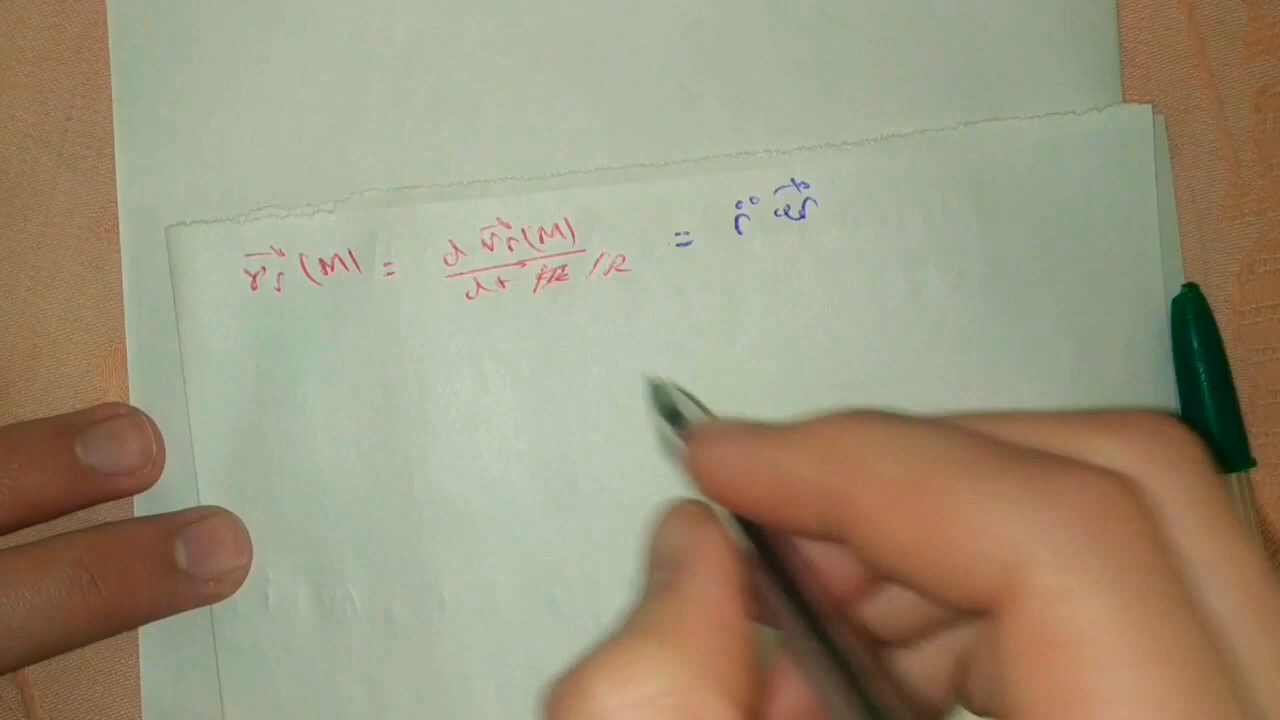 γ⃗r (M) = d V⃗r(M) / dt /R = r̈ e⃗r